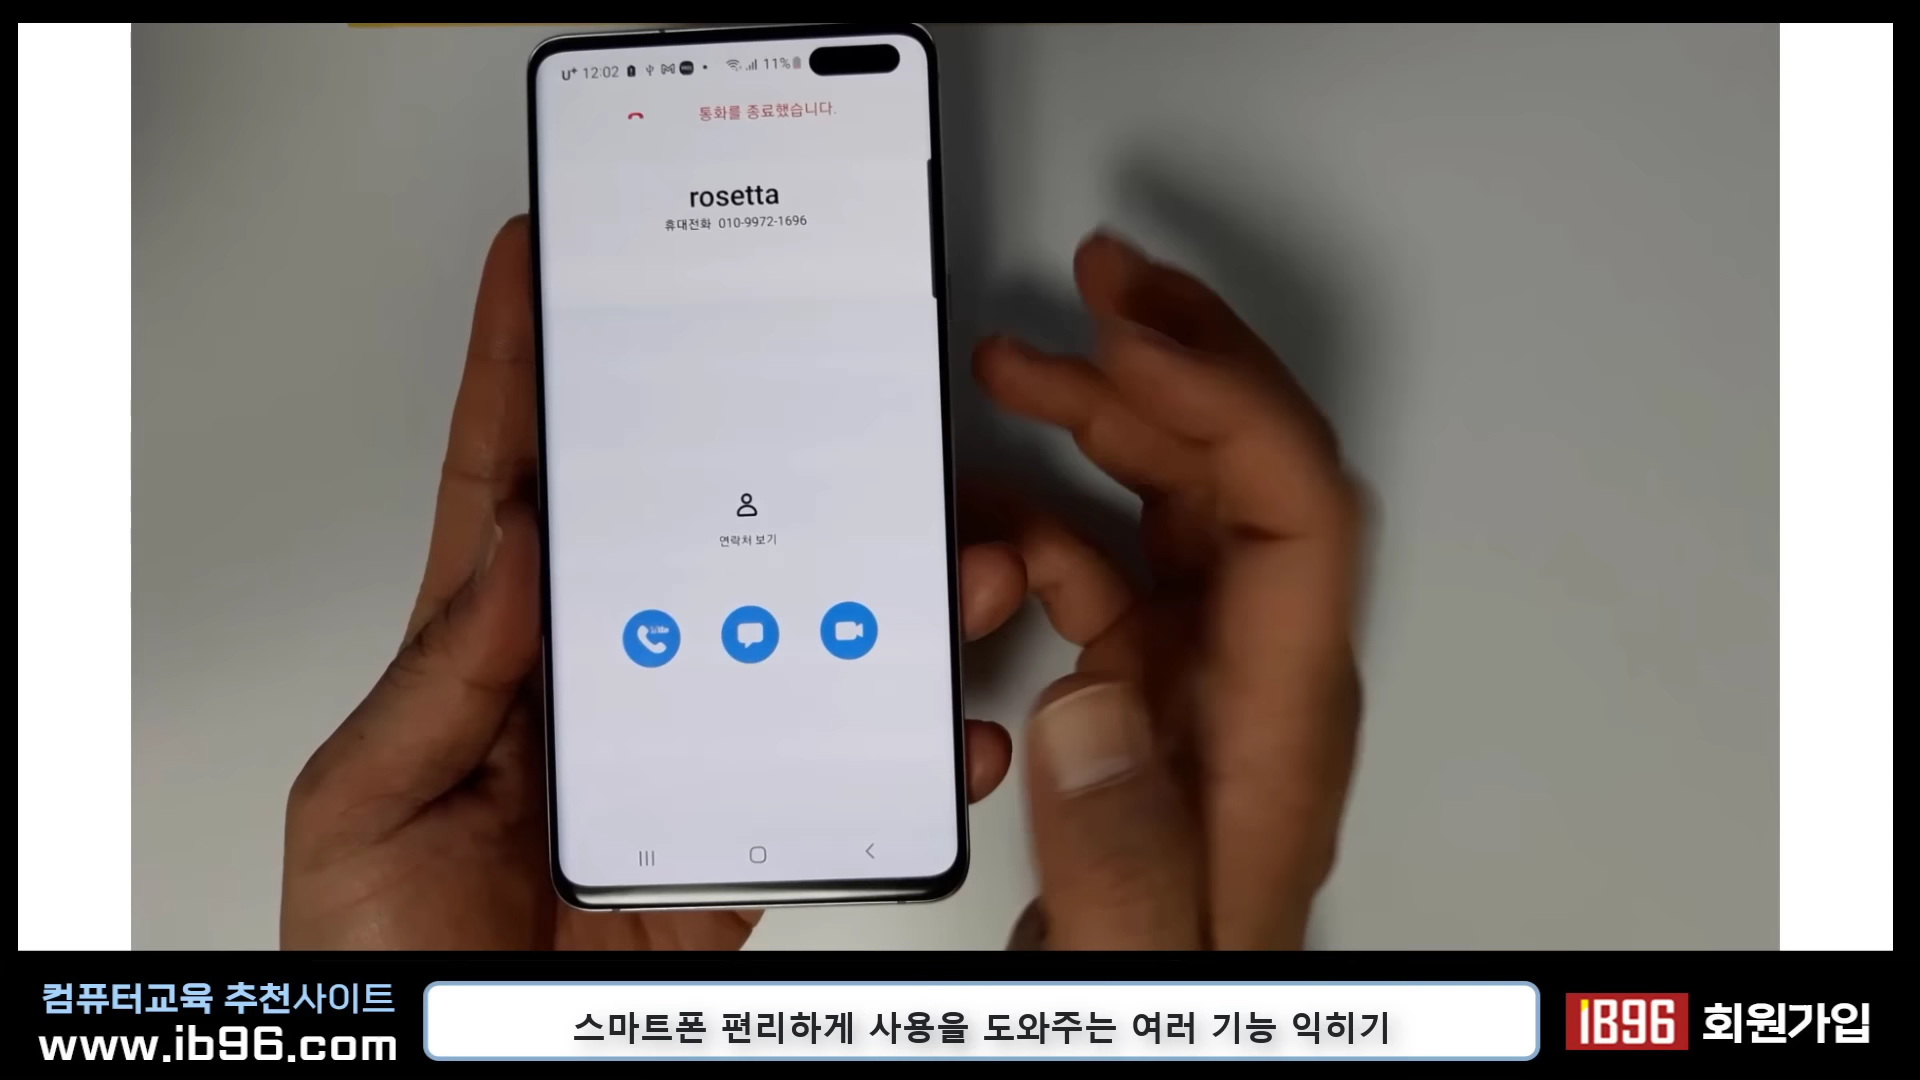 U+ 12:02 11%
통화를 종료했습니다.
rosetta
휴대전화 010-9972-1696
연락처 보기
컴퓨터교육 추천사이트
www.ib96.com
스마트폰 편리하게 사용을 도와주는 여러 기능 익히기
IB96 회원가입